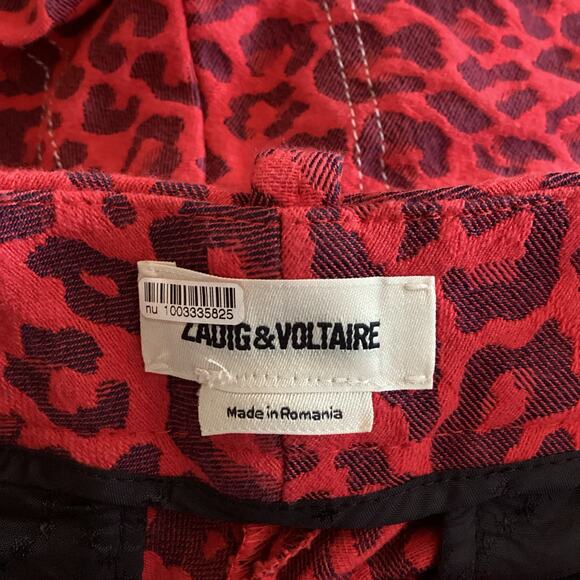 nu 1003335825
ZADIG&VOLTAIRE
Made in Romania